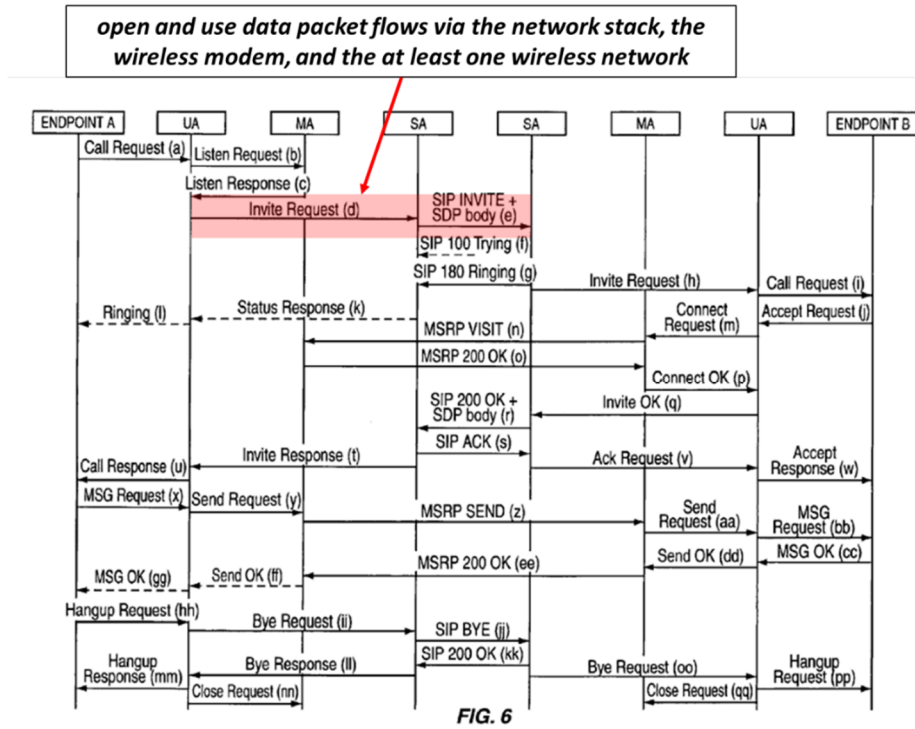 open and use data packet flows via the network stack, the
wireless modem, and the at least one wireless network
ENDPOINT A UA MA SA SA MA UA ENDPOINT B
Call Request (a)
Listen Request (b)
Listen Response (c)
Invite Request (d)
SIP INVITE +
SDP body (e)
SIP 100 Trying (f)
SIP 180 Ringing (g)
Invite Request (h)
Call Request (i)
Ringing (l)
Status Response (k)
Connect
Request (m)
Accept Request (j)
MSRP VISIT (n)
MSRP 200 OK (o)
Connect OK (p)
SIP 200 OK +
SDP body (r)
Invite OK (q)
SIP ACK (s)
Call Response (u)
Invite Response (t)
Ack Request (v)
Accept
Response (w)
MSG Request (x)
Send Request (y)
MSRP SEND (z)
Send
Request (aa)
MSG
Request (bb)
MSG OK (gg)
Send OK (ff)
MSRP 200 OK (ee)
Send OK (dd)
MSG OK (cc)
Hangup Request (hh)
Bye Request (ii)
SIP BYE (jj)
SIP 200 OK (kk)
Hangup
Response (mm)
Bye Response (ll)
Bye Request (oo)
Hangup
Request (pp)
Close Request (nn)
Close Request (qq)
FIG. 6